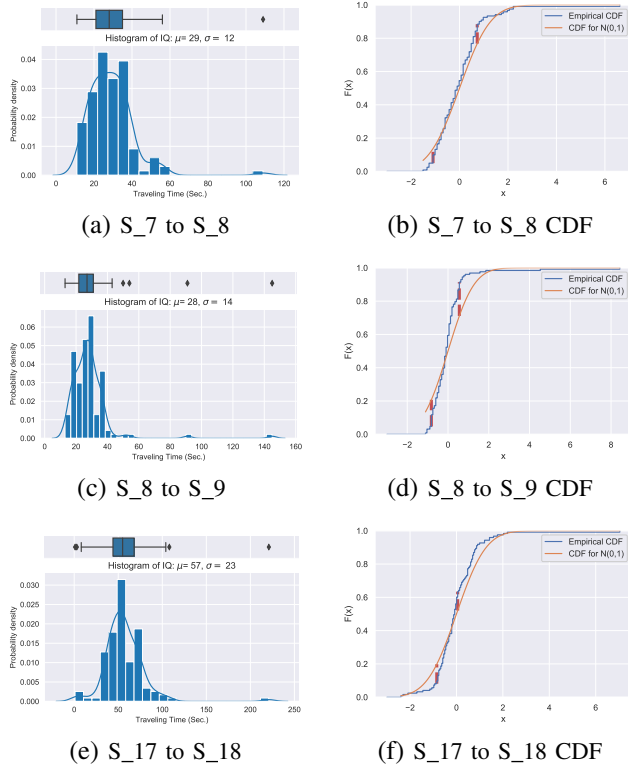 Histogram of IQ: μ= 29, σ = 12
Probability density
0.04
0.03
0.02
0.01
0.00
0 20 40 60 80 100 120
Traveling Time (Sec.)
(a) S_7 to S_8
Empirical CDF
CDF for N(0,1)
F(x)
1.0
0.8
0.6
0.4
0.2
0.0
−2 0 2 4 6
x
(b) S_7 to S_8 CDF
Histogram of IQ: μ= 28, σ = 14
Probability density
0.06
0.05
0.04
0.03
0.02
0.01
0.00
0 20 40 60 80 100 120 140 160
Traveling Time (Sec.)
(c) S_8 to S_9
Empirical CDF
CDF for N(0,1)
F(x)
1.0
0.8
0.6
0.4
0.2
0.0
−2 0 2 4 6 8
x
(d) S_8 to S_9 CDF
Histogram of IQ: μ= 57, σ = 23
Probability density
0.030
0.025
0.020
0.015
0.010
0.005
0.000
0 50 100 150 200 250
Traveling Time (Sec.)
(e) S_17 to S_18
Empirical CDF
CDF for N(0,1)
F(x)
1.0
0.8
0.6
0.4
0.2
0.0
−2 0 2 4 6
x
(f) S_17 to S_18 CDF